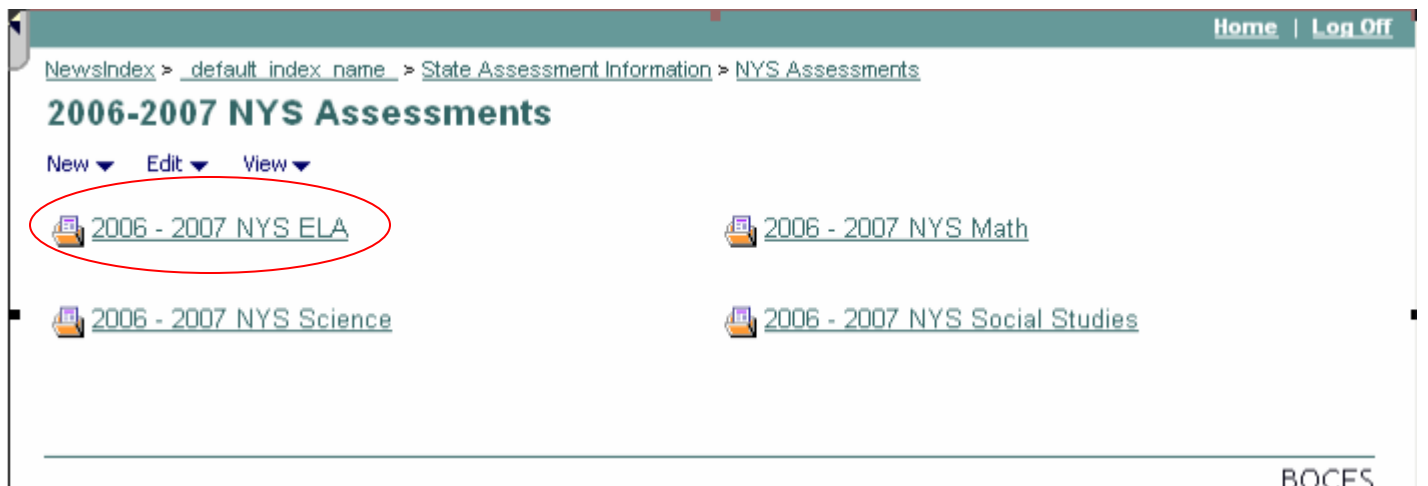 Home | Log Off
NewsIndex > _default_index_name_ > State Assessment Information > NYS Assessments
2006-2007 NYS Assessments
New Edit View
2006 - 2007 NYS ELA 2006 - 2007 NYS Math
2006 - 2007 NYS Science 2006 - 2007 NYS Social Studies
BOCES